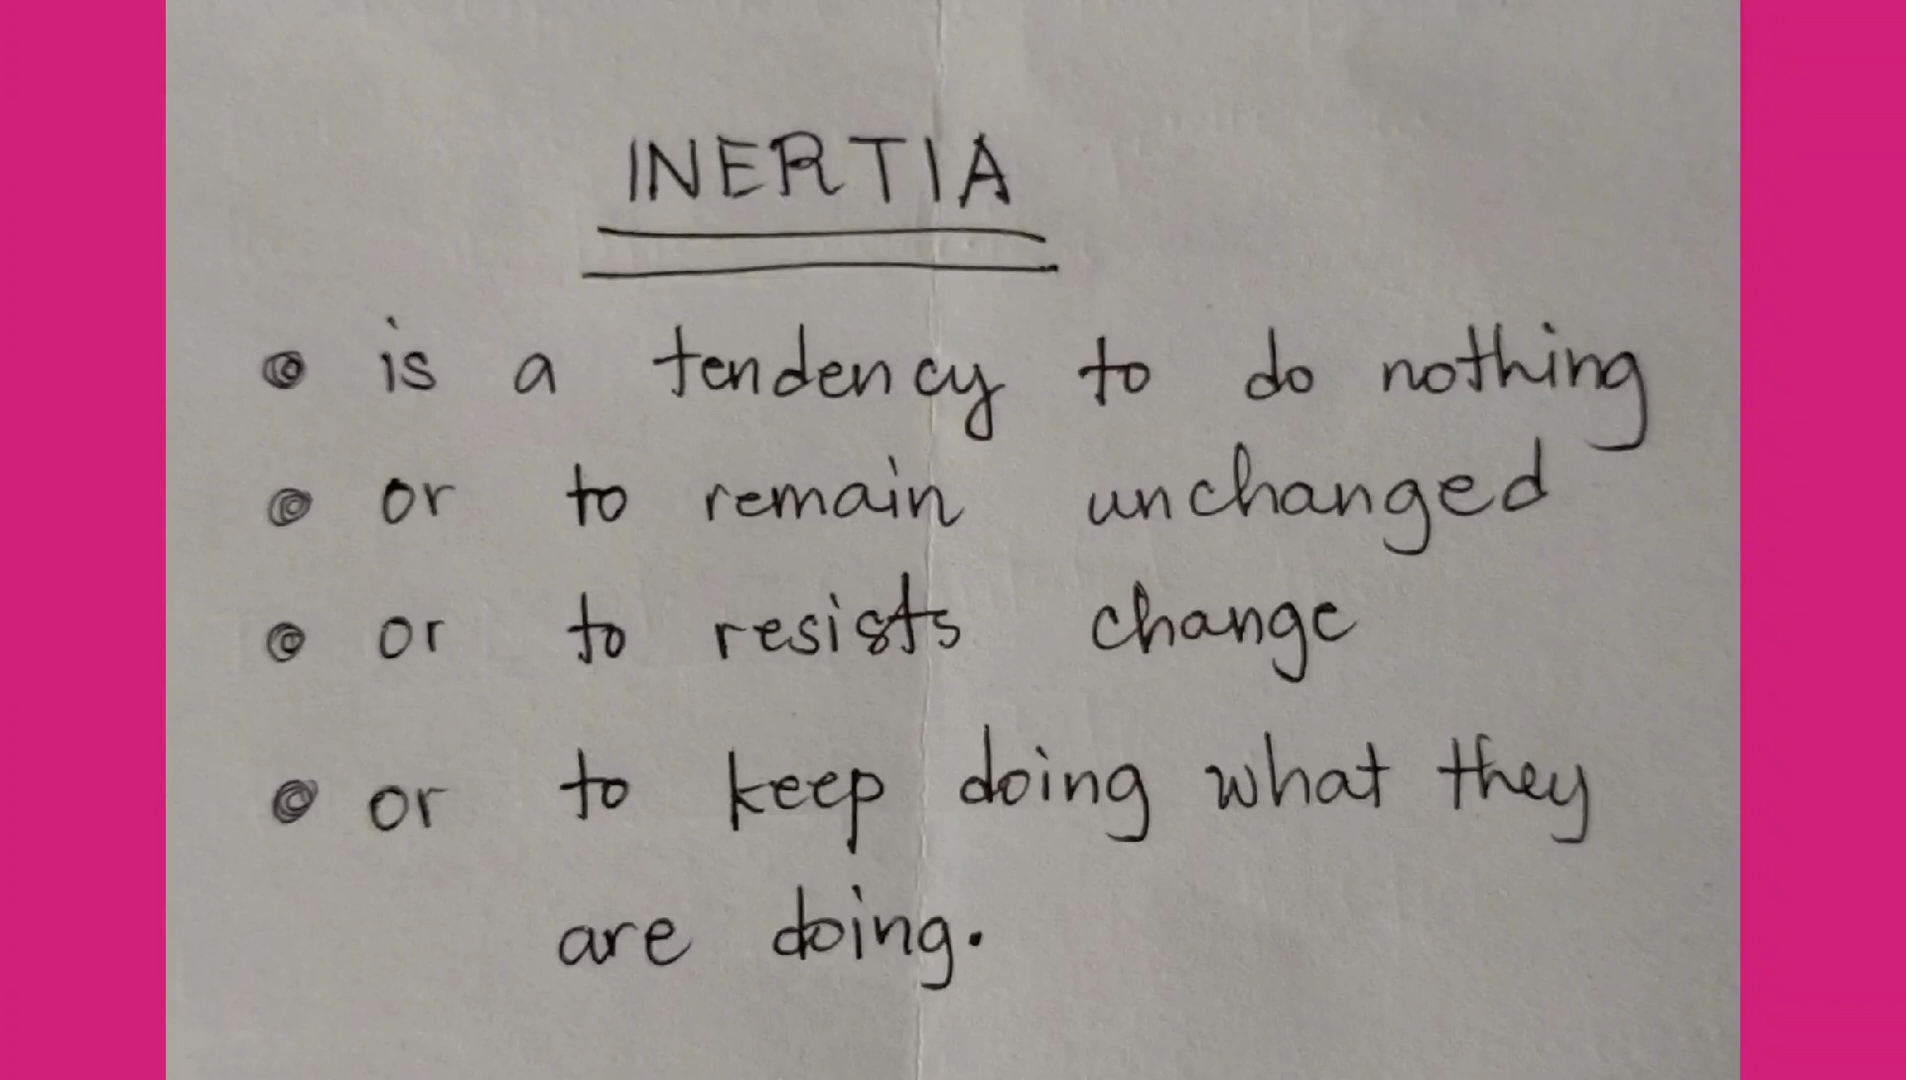 INERTIA
is a tendency to do nothing
or to remain unchanged
or to resists change
or to keep doing what they
are doing.